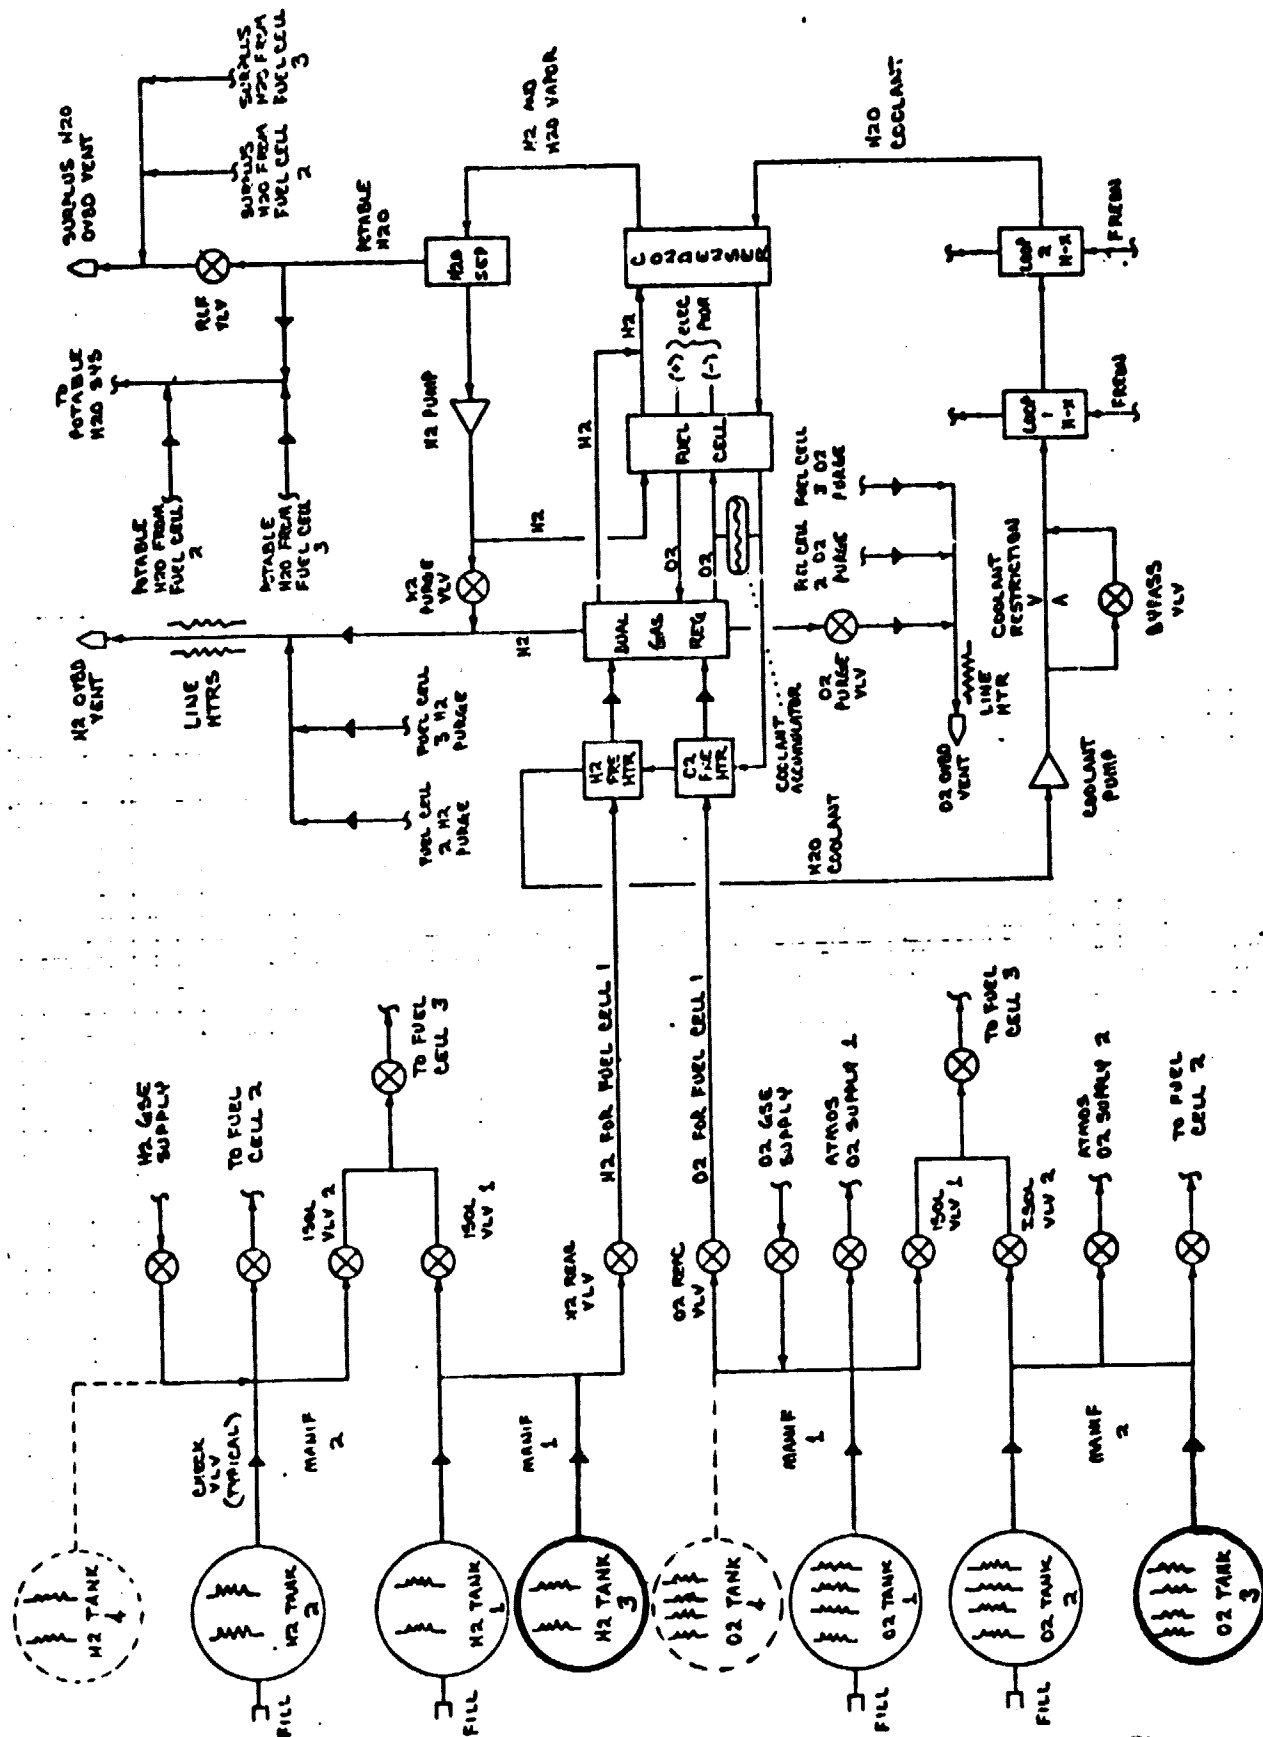 H2 TANK
4
H2 TANK
2
FILL
H2 TANK
1
FILL
H2 TANK
3
O2 TANK
4
O2 TANK
1
FILL
O2 TANK
2
FILL
O2 TANK
3
CHECK
VLV
(TYPICAL)
MANIF
2
MANIF
1
MANIF
1
MANIF
2
H2 GSE
SUPPLY
TO FUEL
CELL 2
ISOL
VLV 2
ISOL
VLV 1
TO FUEL
CELL 3
H2 REAC
VLV
H2 FOR FUEL CELL 1
O2 REAC
VLV
O2 FOR FUEL CELL 1
O2 GSE
SUPPLY
ATMOS
O2 SUPPLY 1
ISOL
VLV 1
ISOL
VLV 2
TO FUEL
CELL 3
ATMOS
O2 SUPPLY 2
TO FUEL
CELL 2
H2 OVBD
VENT
LINE
HTRS
FUEL CELL
3 H2
PURGE
FUEL CELL
2 H2
PURGE
H2
PRE
HTR
O2
PRE
HTR
H2O
COOLANT
COOLANT
ACCUMULATOR
DUAL
GAS
REG
H2
H2
PURGE
VLV
H2
H2
O2
O2
O2
PURGE
VLV
FUEL CELL
2 O2
PURGE
FUEL CELL
3 O2
PURGE
O2 OVBD
VENT
LINE
HTR
COOLANT
PUMP
COOLANT
RESTRICTION
BYPASS
VLV
LOOP
1
H-X
FREON
LOOP
2
H-X
FREON
H2O
COOLANT
FUEL
CELL
(+)
(-)
ELEC
PWR
H2
CONDENSER
H2 AND
H2O VAPOR
H2 PUMP
H2O
SEP
POTABLE
H2O
POTABLE
H2O FROM
FUEL CELL
2
POTABLE
H2O FROM
FUEL CELL
3
TO
POTABLE
H2O SYS
RLF
VLV
SURPLUS H2O
OVBD VENT
SURPLUS
H2O FROM
FUEL CELL
2
SURPLUS
H2O FROM
FUEL CELL
3